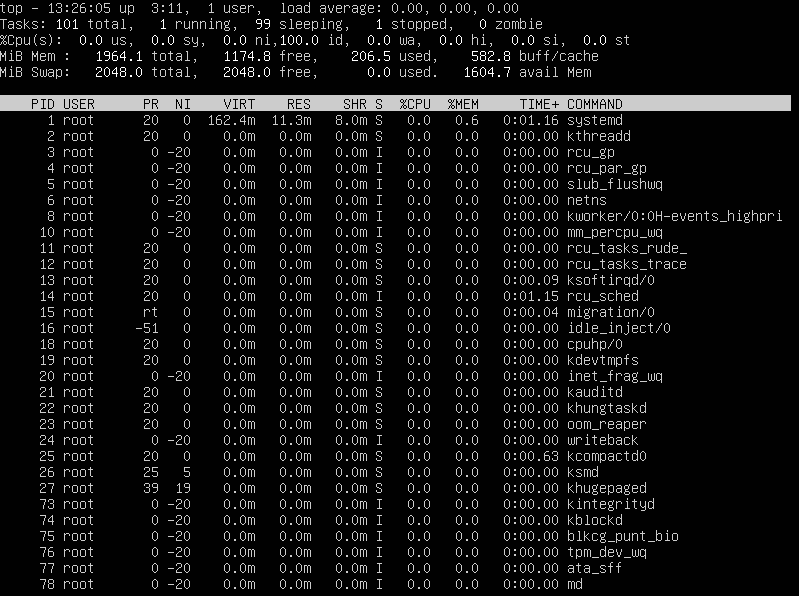 top - 13:26:05 up  3:11,  1 user,  load average: 0.00, 0.00, 0.00
Tasks: 101 total,   1 running,  99 sleeping,   1 stopped,   0 zombie
%Cpu(s):  0.0 us,  0.0 sy,  0.0 ni,100.0 id,  0.0 wa,  0.0 hi,  0.0 si,  0.0 st
MiB Mem :   1964.1 total,   1174.8 free,    206.5 used,    582.8 buff/cache
MiB Swap:   2048.0 total,   2048.0 free,      0.0 used.   1604.7 avail Mem
PID USER      PR  NI    VIRT    RES    SHR S  %CPU  %MEM     TIME+ COMMAND
1 root      20   0  162.4m  11.3m   8.0m S   0.0   0.6   0:01.16 systemd
2 root      20   0    0.0m   0.0m   0.0m S   0.0   0.0   0:00.00 kthreadd
3 root       0 -20    0.0m   0.0m   0.0m I   0.0   0.0   0:00.00 rcu_gp
4 root       0 -20    0.0m   0.0m   0.0m I   0.0   0.0   0:00.00 rcu_par_gp
5 root       0 -20    0.0m   0.0m   0.0m I   0.0   0.0   0:00.00 slub_flushwq
6 root       0 -20    0.0m   0.0m   0.0m I   0.0   0.0   0:00.00 netns
8 root       0 -20    0.0m   0.0m   0.0m I   0.0   0.0   0:00.00 kworker/0:0H-events_highpri
10 root       0 -20    0.0m   0.0m   0.0m I   0.0   0.0   0:00.00 mm_percpu_wq
11 root      20   0    0.0m   0.0m   0.0m S   0.0   0.0   0:00.00 rcu_tasks_rude_
12 root      20   0    0.0m   0.0m   0.0m S   0.0   0.0   0:00.00 rcu_tasks_trace
13 root      20   0    0.0m   0.0m   0.0m S   0.0   0.0   0:00.09 ksoftirqd/0
14 root      20   0    0.0m   0.0m   0.0m I   0.0   0.0   0:01.15 rcu_sched
15 root      rt   0    0.0m   0.0m   0.0m S   0.0   0.0   0:00.04 migration/0
16 root     -51   0    0.0m   0.0m   0.0m S   0.0   0.0   0:00.00 idle_inject/0
18 root      20   0    0.0m   0.0m   0.0m S   0.0   0.0   0:00.00 cpuhp/0
19 root      20   0    0.0m   0.0m   0.0m S   0.0   0.0   0:00.00 kdevtmpfs
20 root       0 -20    0.0m   0.0m   0.0m I   0.0   0.0   0:00.00 inet_frag_wq
21 root      20   0    0.0m   0.0m   0.0m S   0.0   0.0   0:00.00 kauditd
22 root      20   0    0.0m   0.0m   0.0m S   0.0   0.0   0:00.00 khungtaskd
23 root      20   0    0.0m   0.0m   0.0m S   0.0   0.0   0:00.00 oom_reaper
24 root       0 -20    0.0m   0.0m   0.0m I   0.0   0.0   0:00.00 writeback
25 root      20   0    0.0m   0.0m   0.0m S   0.0   0.0   0:00.63 kcompactd0
26 root      25   5    0.0m   0.0m   0.0m S   0.0   0.0   0:00.00 ksmd
27 root      39  19    0.0m   0.0m   0.0m S   0.0   0.0   0:00.00 khugepaged
73 root       0 -20    0.0m   0.0m   0.0m I   0.0   0.0   0:00.00 kintegrityd
74 root       0 -20    0.0m   0.0m   0.0m I   0.0   0.0   0:00.00 kblockd
75 root       0 -20    0.0m   0.0m   0.0m I   0.0   0.0   0:00.00 blkcg_punt_bio
76 root       0 -20    0.0m   0.0m   0.0m I   0.0   0.0   0:00.00 tpm_dev_wq
77 root       0 -20    0.0m   0.0m   0.0m I   0.0   0.0   0:00.00 ata_sff
78 root       0 -20    0.0m   0.0m   0.0m I   0.0   0.0   0:00.00 md